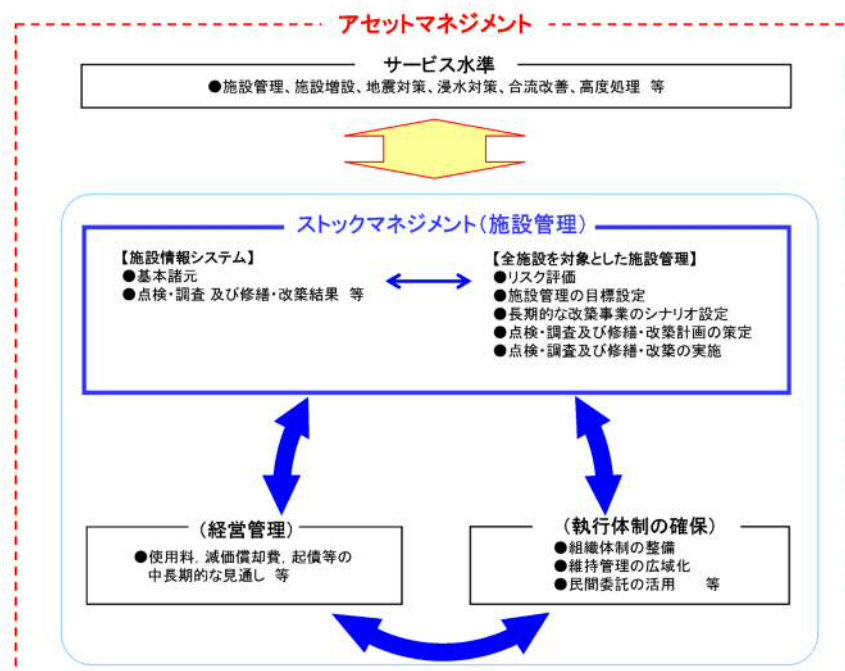 アセットマネジメント
サービス水準
●施設管理、施設増設、地震対策、浸水対策、合流改善、高度処理 等
ストックマネジメント(施設管理)
【施設情報システム】
●基本諸元
●点検・調査 及び修繕・改築結果 等
【全施設を対象とした施設管理】
●リスク評価
●施設管理の目標設定
●長期的な改築事業のシナリオ設定
●点検・調査及び修繕・改築計画の策定
●点検・調査及び修繕・改築の実施
(経営管理)
●使用料, 減価償却費, 起債等の
中長期的な見通し 等
(執行体制の確保)
●組織体制の整備
●維持管理の広域化
●民間委託の活用 等